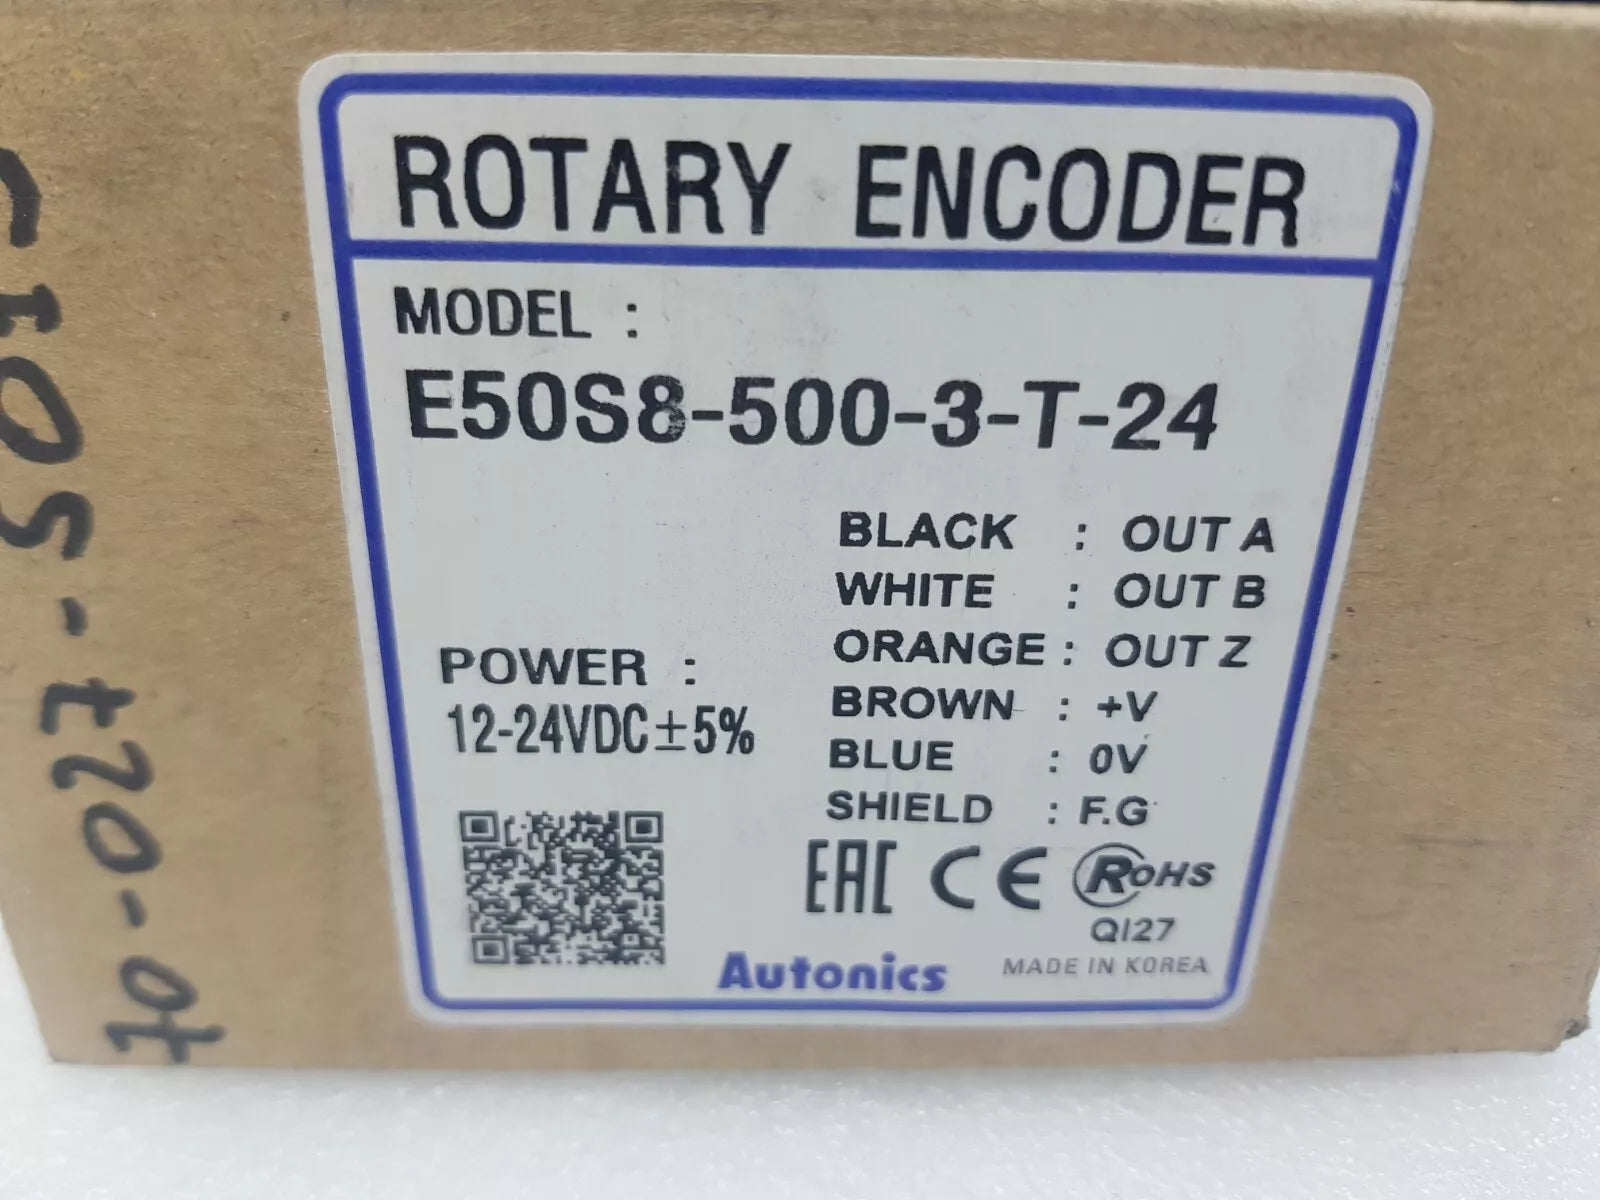 ROTARY ENCODER
MODEL :
E50S8-500-3-T-24
BLACK : OUT A
WHITE : OUT B
ORANGE : OUT Z
BROWN : +V
BLUE : 0V
SHIELD : F.G
POWER :
12-24VDC±5%
EAC CE RoHS
QI27
Autonics
MADE IN KOREA